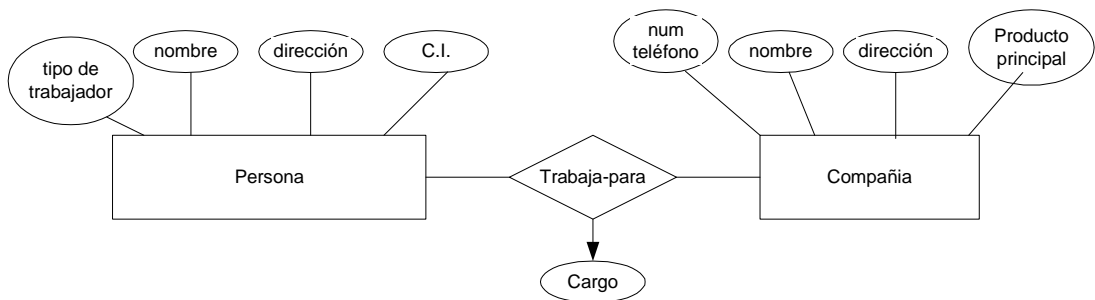 tipo de
trabajador
nombre
dirección
C.I.
num
teléfono
nombre
dirección
Producto
principal
Persona
Trabaja-para
Compañia
Cargo